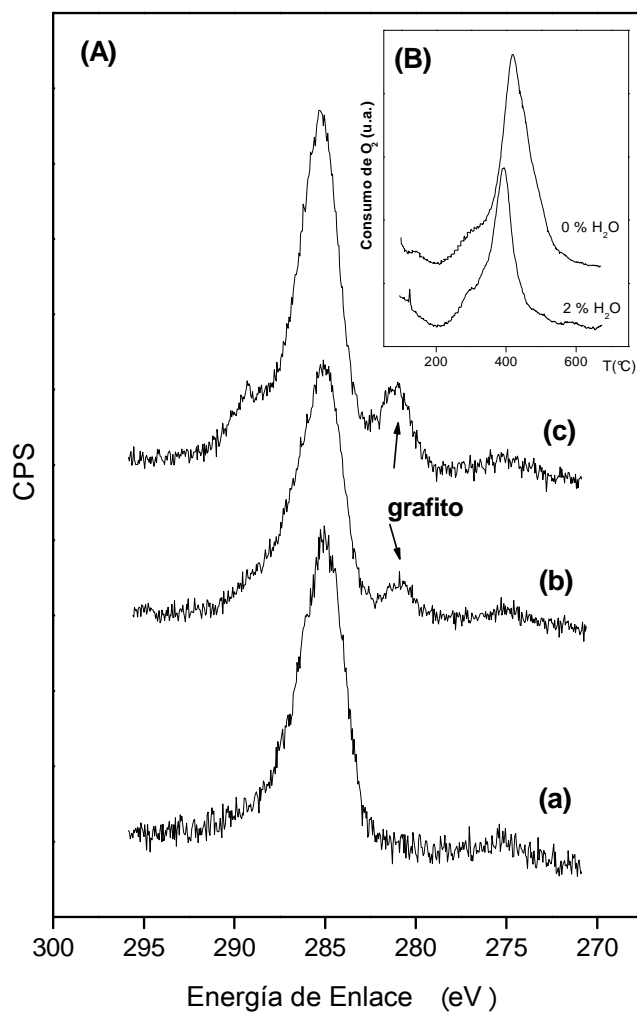 (A)
(B)
Consumo de O2 (u.a.)
0 % H2O
2 % H2O
200 400 600
T(ºC)
(c)
grafito
(b)
(a)
CPS
300 295 290 285 280 275 270
Energía de Enlace (eV )